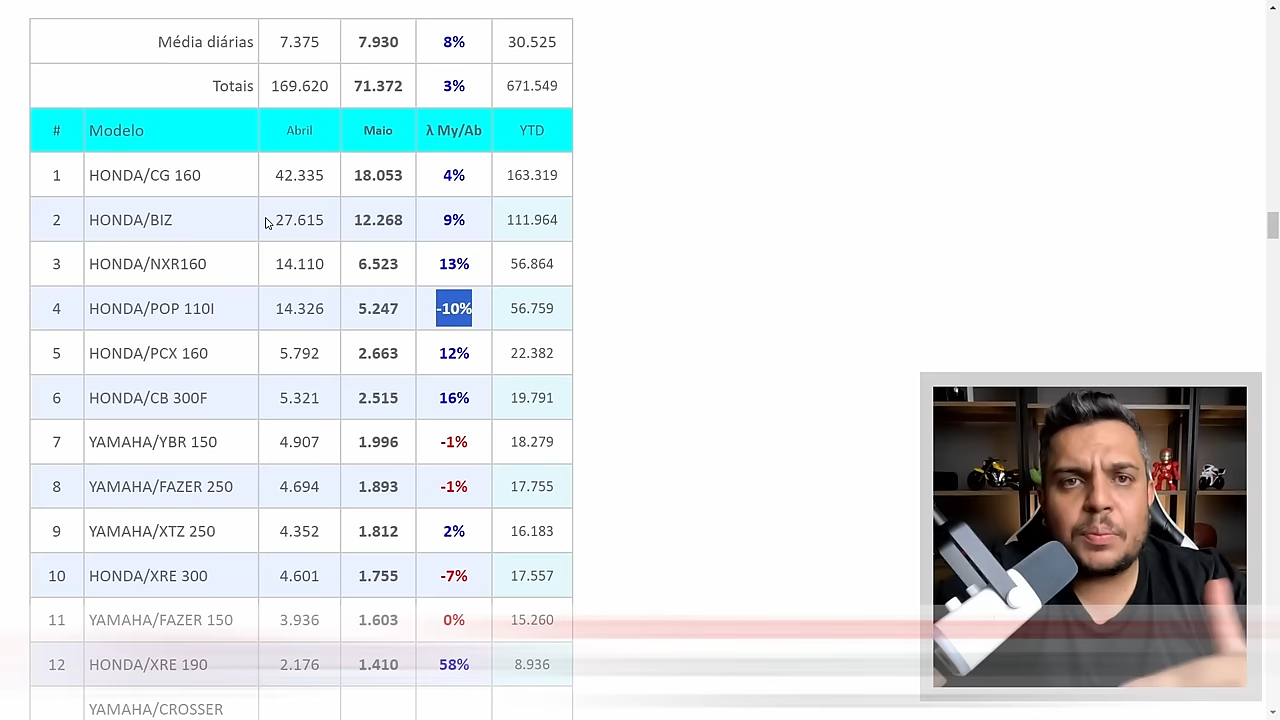 Média diárias 7.375 7.930 8% 30.525
Totais 169.620 71.372 3% 671.549
# Modelo Abril Maio λ My/Ab YTD
1 HONDA/CG 160 42.335 18.053 4% 163.319
2 HONDA/BIZ 27.615 12.268 9% 111.964
3 HONDA/NXR160 14.110 6.523 13% 56.864
4 HONDA/POP 110I 14.326 5.247 -10% 56.759
5 HONDA/PCX 160 5.792 2.663 12% 22.382
6 HONDA/CB 300F 5.321 2.515 16% 19.791
7 YAMAHA/YBR 150 4.907 1.996 -1% 18.279
8 YAMAHA/FAZER 250 4.694 1.893 -1% 17.755
9 YAMAHA/XTZ 250 4.352 1.812 2% 16.183
10 HONDA/XRE 300 4.601 1.755 -7% 17.557
11 YAMAHA/FAZER 150 3.936 1.603 0% 15.260
12 HONDA/XRE 190 2.176 1.410 58% 8.936
YAMAHA/CROSSER